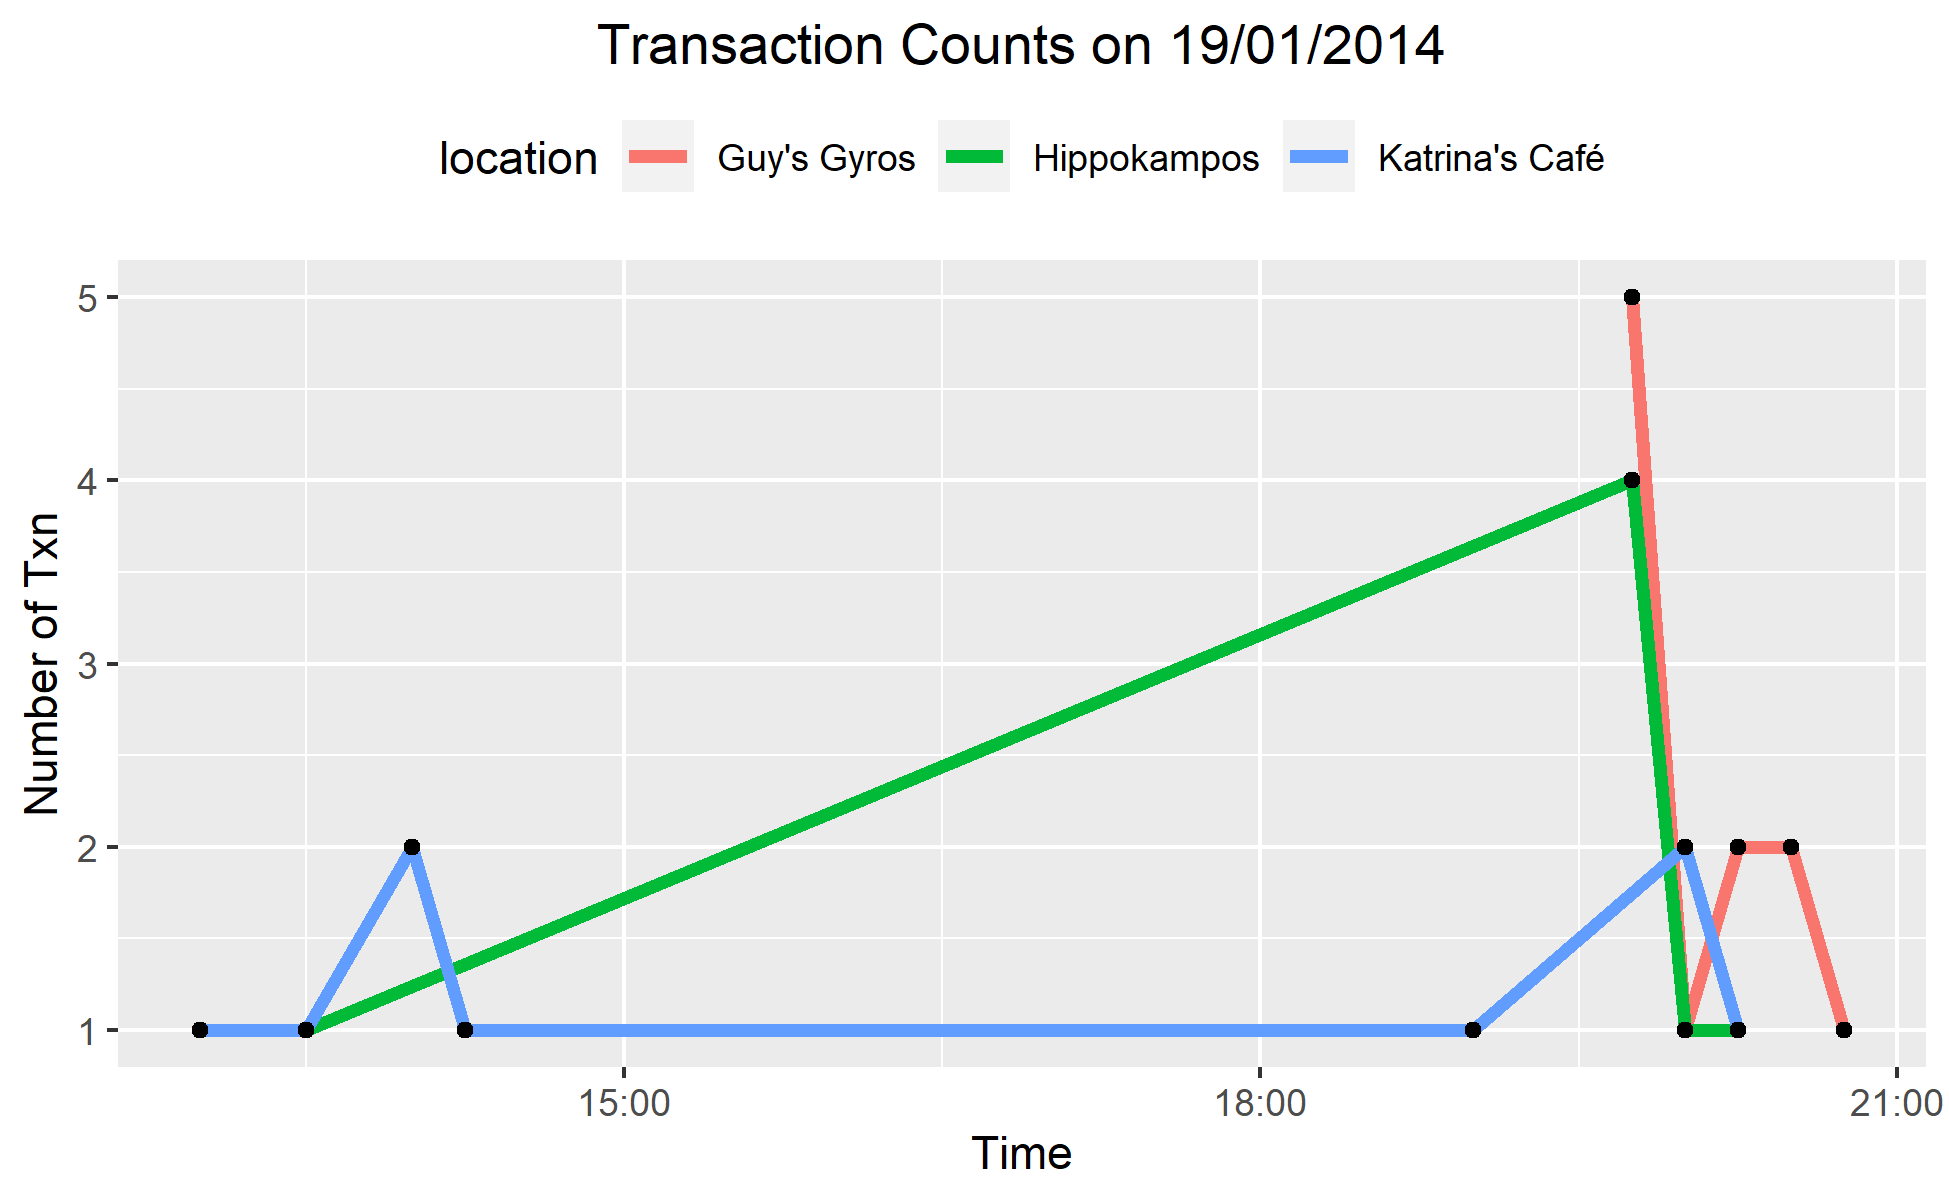 Transaction Counts on 19/01/2014
location Guy's Gyros Hippokampos Katrina's Café
Number of Txn
5
4
3
2
1
15:00 18:00 21:00
Time